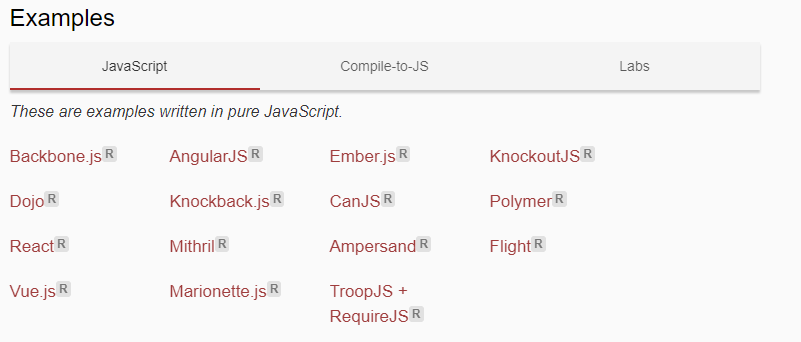 Examples
JavaScript Compile-to-JS Labs
These are examples written in pure JavaScript.
Backbone.js R AngularJS R Ember.js R KnockoutJS R
Dojo R Knockback.js R CanJS R Polymer R
React R Mithril R Ampersand R Flight R
Vue.js R Marionette.js R TroopJS +
RequireJS R